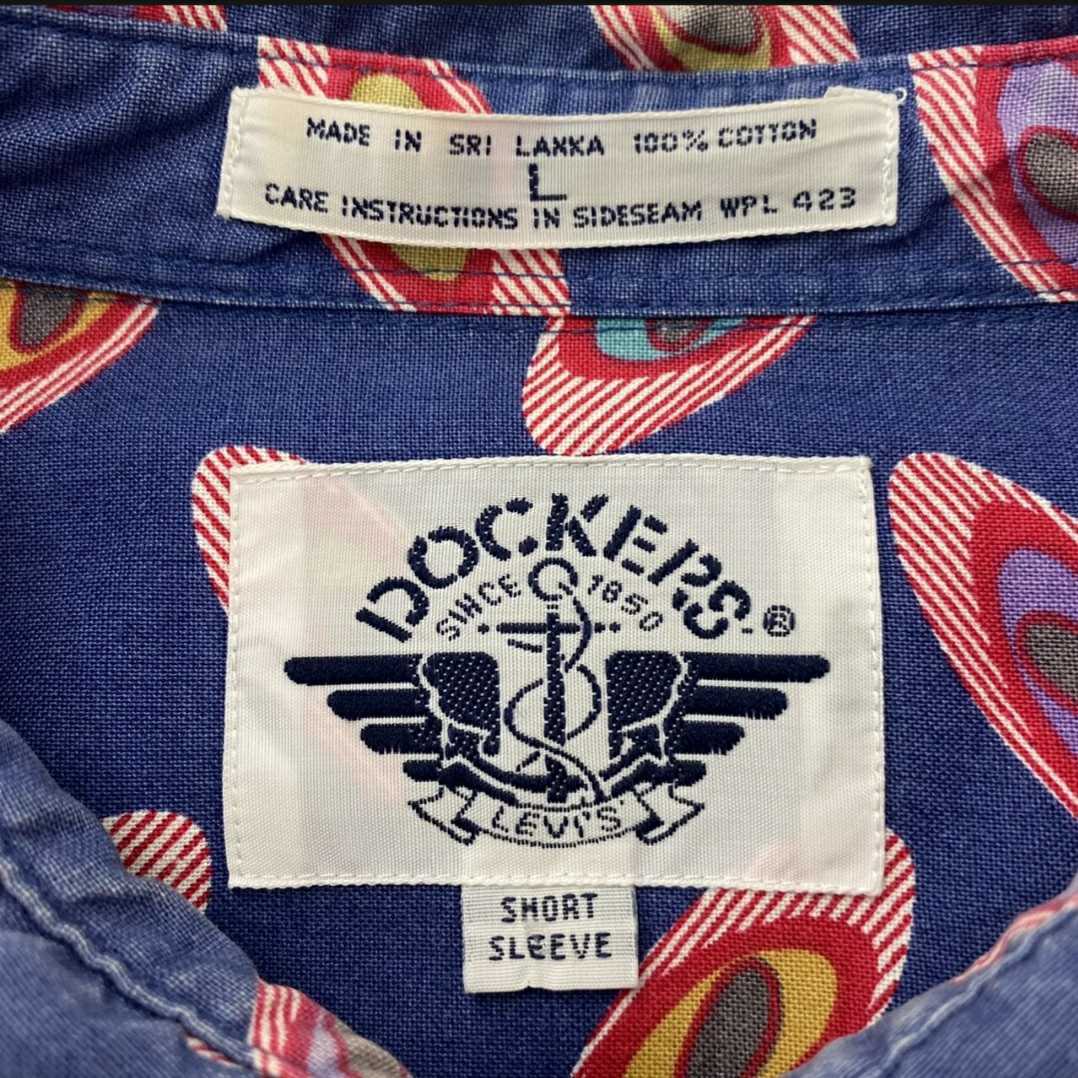 MADE IN SRI LANKA 100% COTTON
L
CARE INSTRUCTIONS IN SIDESEAM WPL 423
DOCKERS®
SINCE 1850
LEVI'S
SHORT
SLEEVE